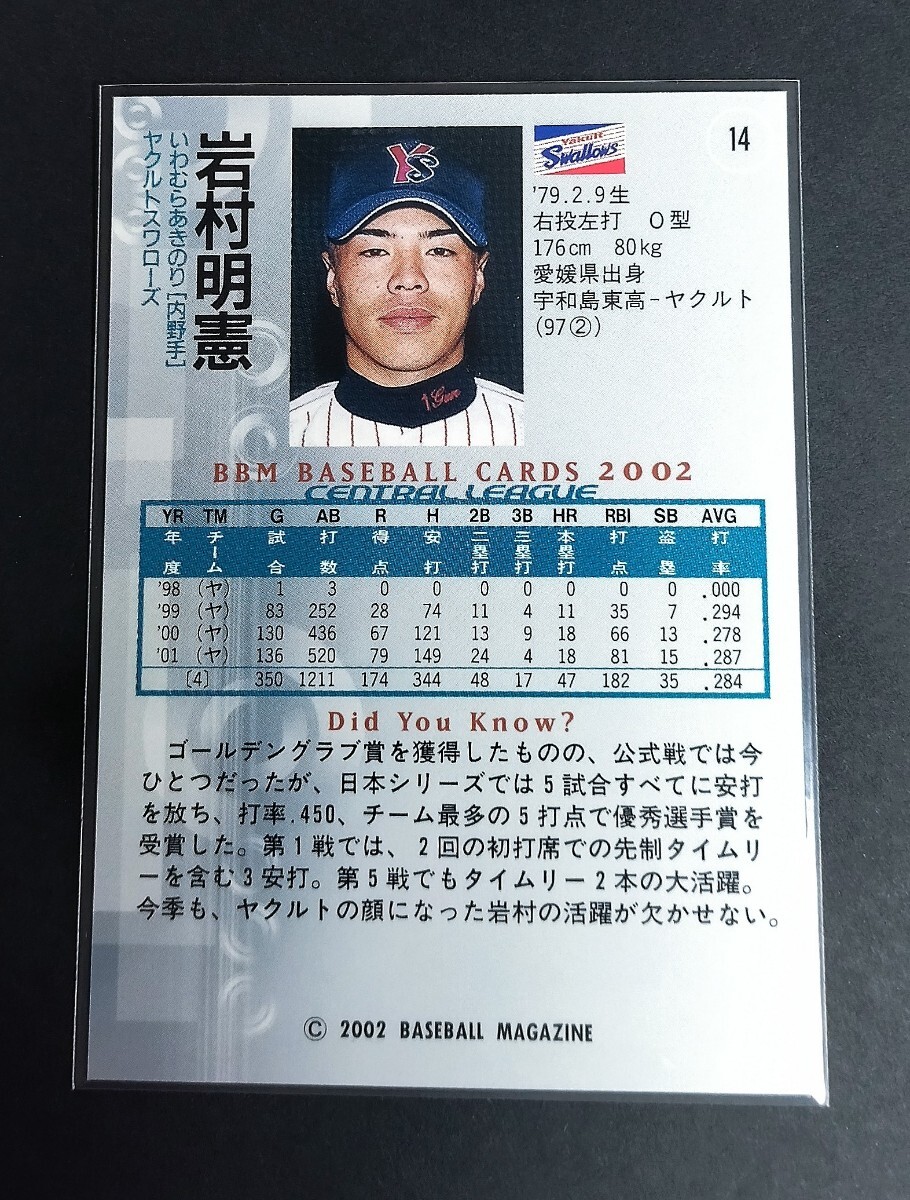 14
岩村明憲
いわむらあきのり[内野手]
ヤクルトスワローズ
Ys
Yakult
Swallows
'79.2.9生
右投左打 O型
176cm 80kg
愛媛県出身
宇和島東高-ヤクルト
(97②)
BBM BASEBALL CARDS 2002
CENTRAL LEAGUE
YR TM G AB R H 2B 3B HR RBI SB AVG
年度 チーム 試合 打数 得点 安打 二塁打 三塁打 本塁打 打点 盗塁 打率
'98 (ヤ) 1 3 0 0 0 0 0 0 0 .000
'99 (ヤ) 83 252 28 74 11 4 11 35 7 .294
'00 (ヤ) 130 436 67 121 13 9 18 66 13 .278
'01 (ヤ) 136 520 79 149 24 4 18 81 15 .287
[4] 350 1211 174 344 48 17 47 182 35 .284
Did You Know?
ゴールデングラブ賞を獲得したものの、公式戦では今
ひとつだったが、日本シリーズでは5試合すべてに安打
を放ち、打率.450、チーム最多の5打点で優秀選手賞を
受賞した。第1戦では、2回の初打席での先制タイムリ
ーを含む3安打。第5戦でもタイムリー2本の大活躍。
今季も、ヤクルトの顔になった岩村の活躍が欠かせない。
© 2002 BASEBALL MAGAZINE